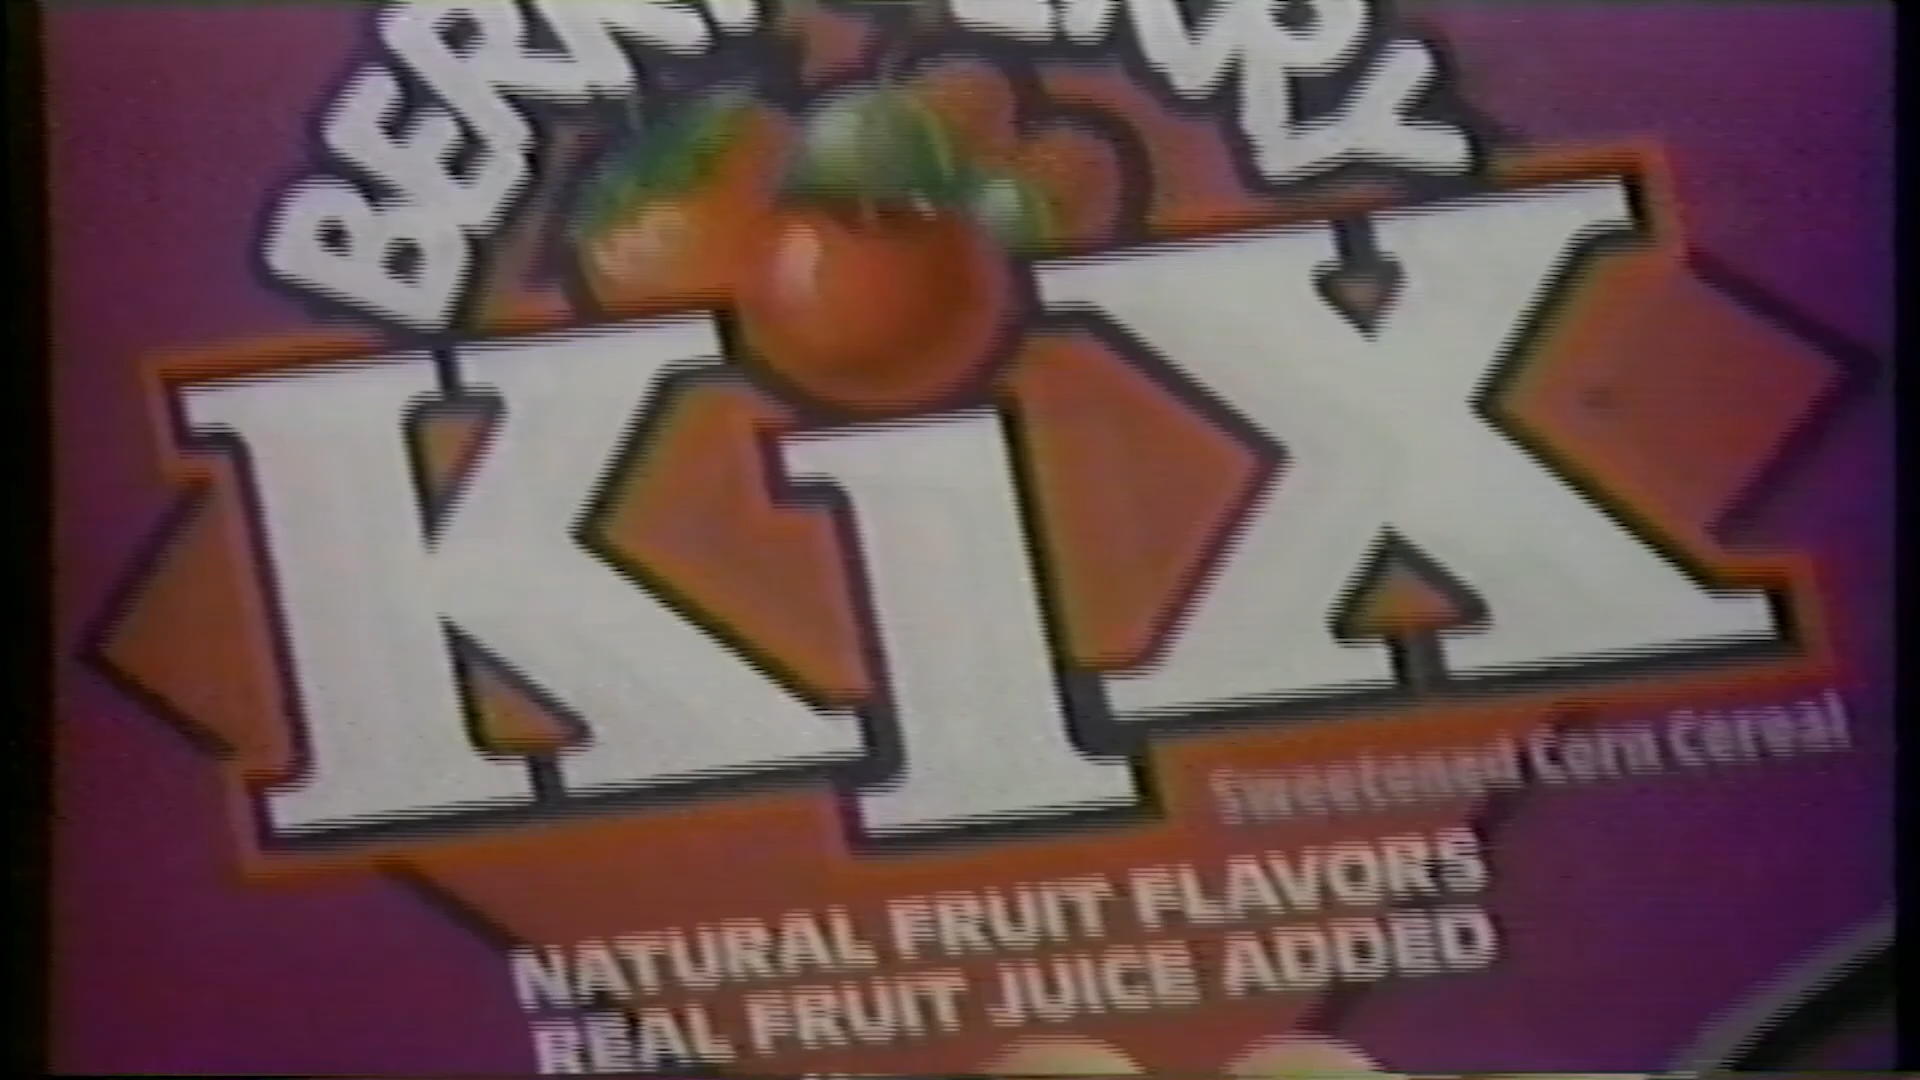 KiX
Sweetened Corn Cereal
NATURAL FRUIT FLAVORS
REAL FRUIT JUICE ADDED